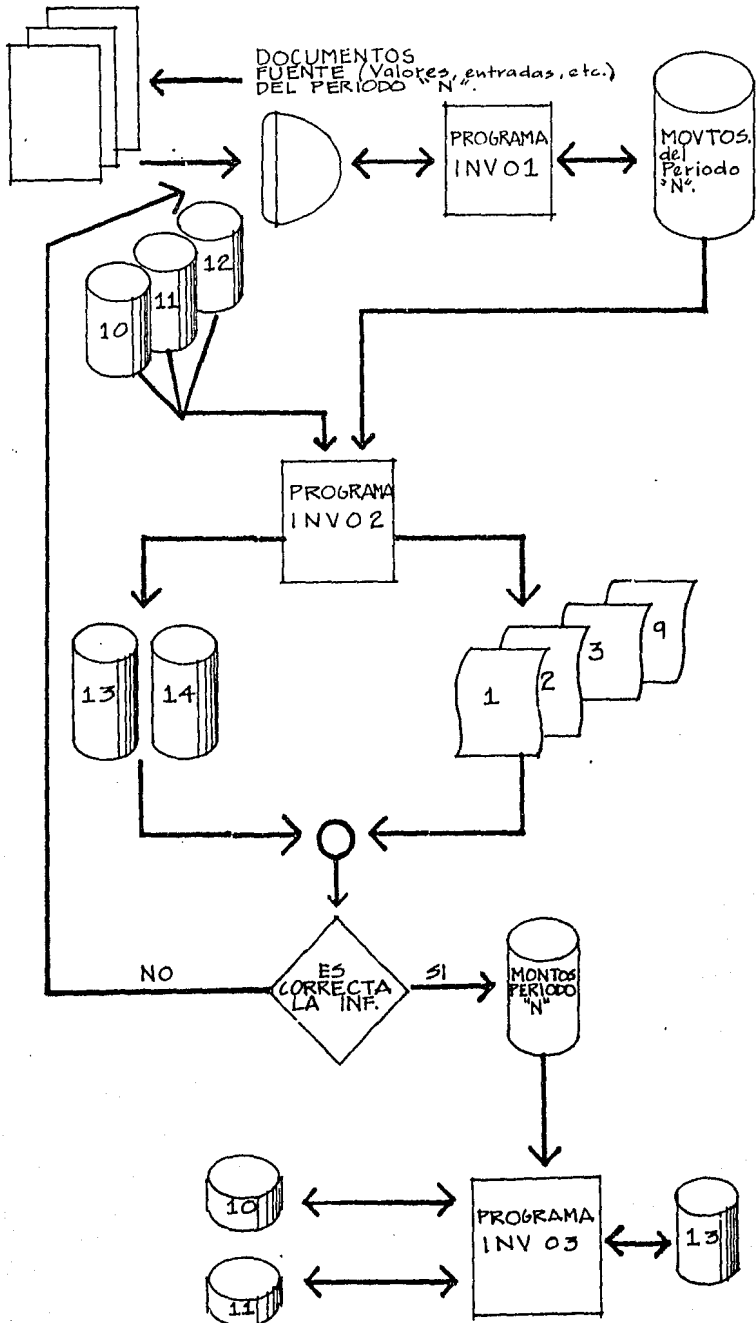 DOCUMENTOS
FUENTE (Valores, entradas, etc.)
DEL PERIODO "N".
PROGRAMA
INV01
MOVTOS.
del
Periodo
"N".
12
11
10
PROGRAMA
INV02
13
14
1
2
3
9
NO
ES
CORRECTA
LA INF.
SI
MONTOS
PERIODO
"N"
10
11
PROGRAMA
INV 03
13